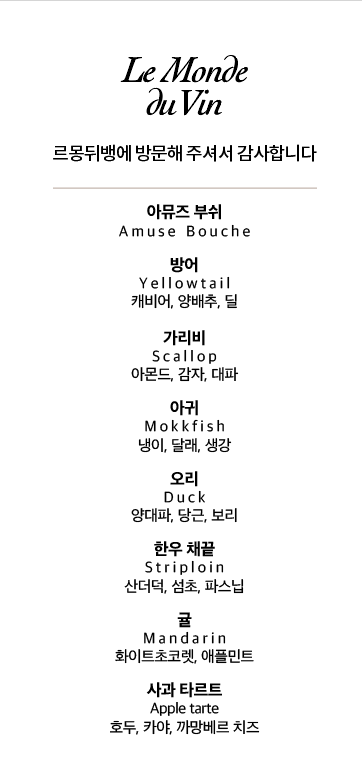 Le Monde
du Vin
르몽뒤뱅에 방문해 주셔서 감사합니다
아뮤즈 부쉬
Amuse Bouche
방어
Yellowtail
캐비어, 양배추, 딜
가리비
Scallop
아몬드, 감자, 대파
아귀
Mokkfish
냉이, 달래, 생강
오리
Duck
양대파, 당근, 보리
한우 채끝
Striploin
산더덕, 섬초, 파스닙
귤
Mandarin
화이트초코렛, 애플민트
사과 타르트
Apple tarte
호두, 카야, 까망베르 치즈